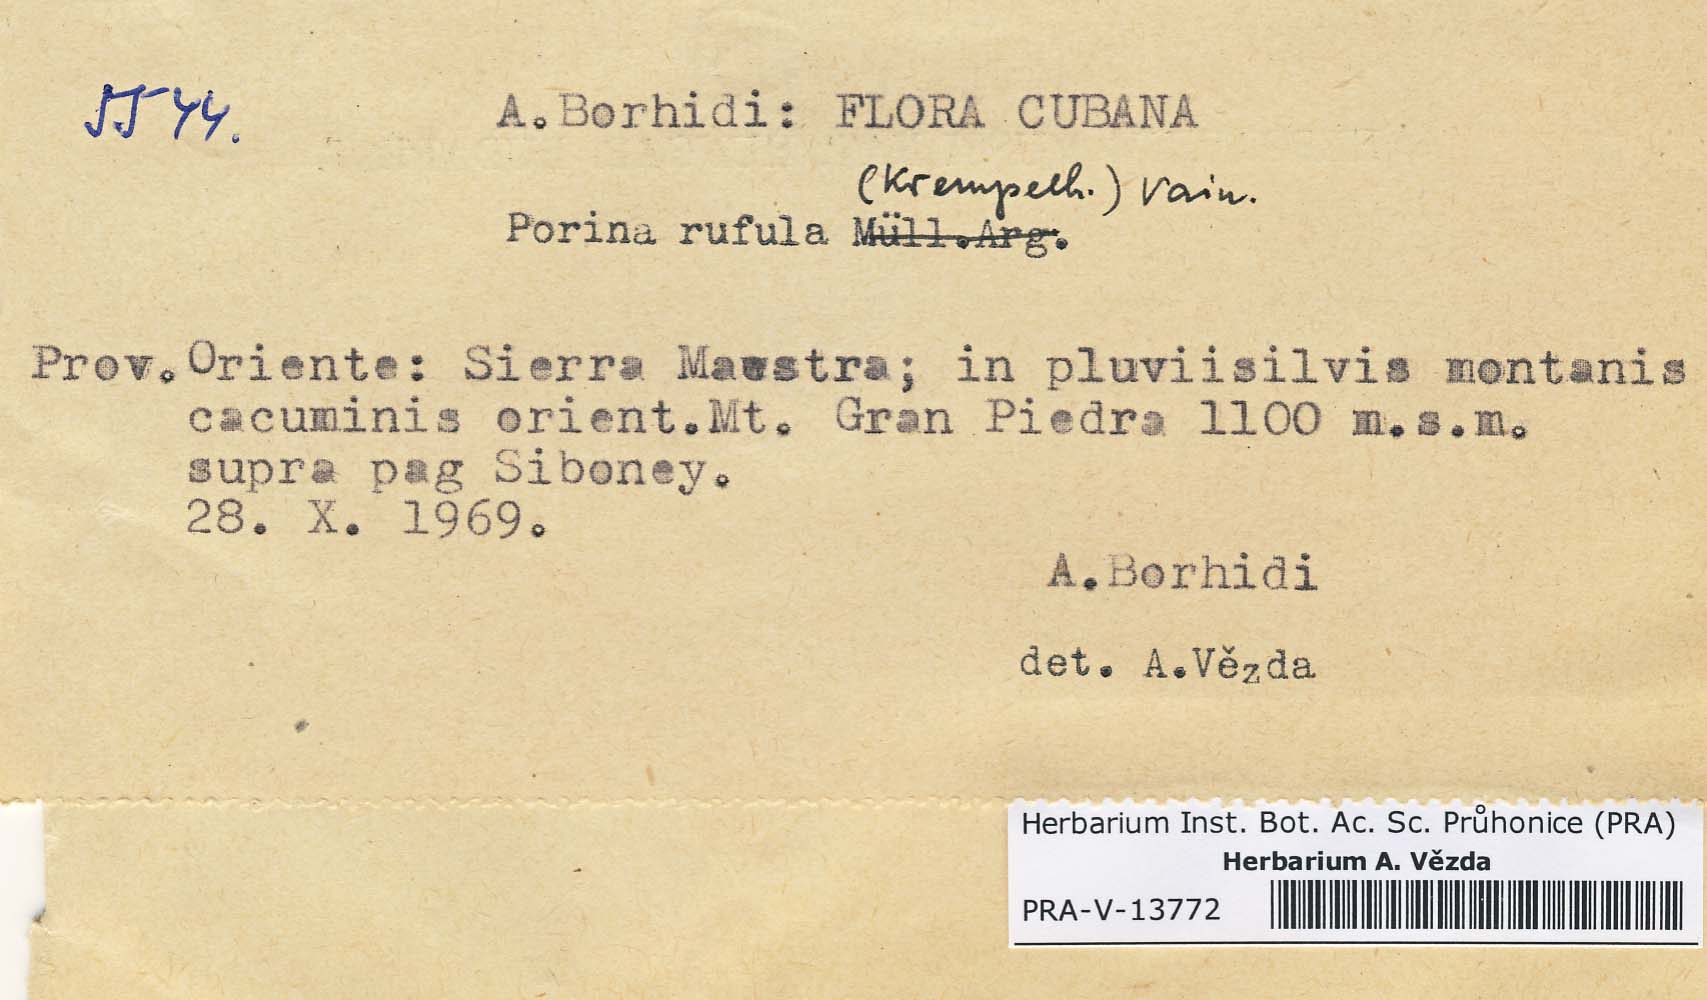 5544.
A. Borhidi: FLORA CUBANA
(Krempelh.) Vain.
Porina rufula Müll.Arg.
Prov. Oriente: Sierra Maestra; in pluviisilvis montanis
cacuminis orient. Mt. Gran Piedra 1100 m.s.m.
supra pag Siboney.
28. X. 1969.
A. Borhidi
det. A. Vězda
Herbarium Inst. Bot. Ac. Sc. Průhonice (PRA)
Herbarium A. Vězda
PRA-V-13772